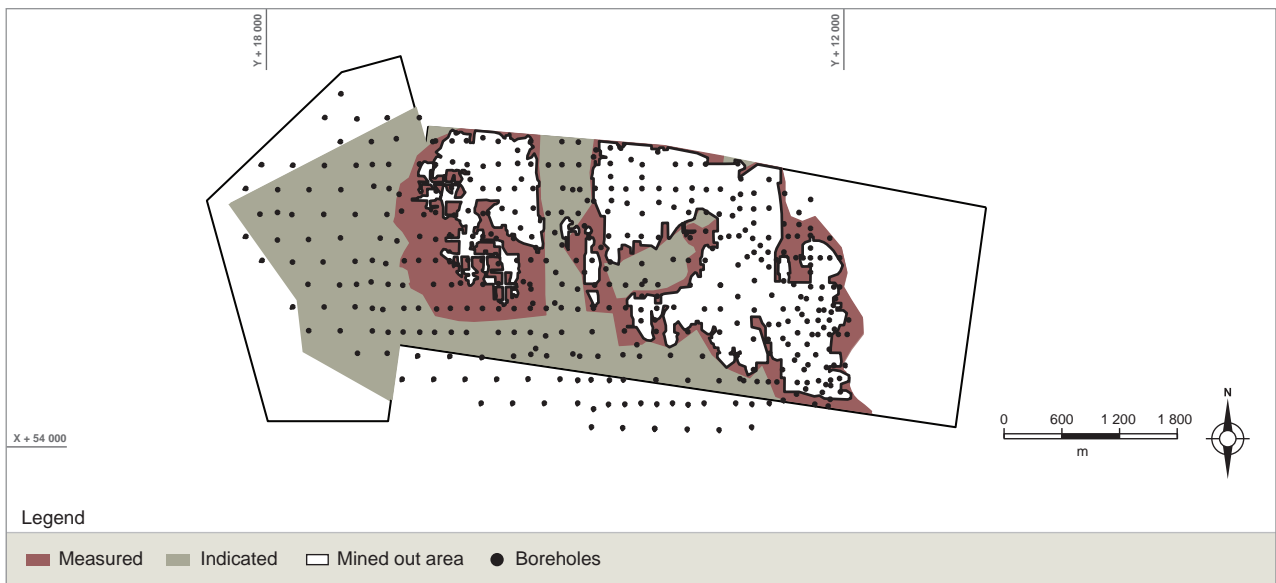 Y + 18 000
Y + 12 000
N
0 600 1 200 1 800
m
X + 54 000
Legend
Measured Indicated Mined out area Boreholes